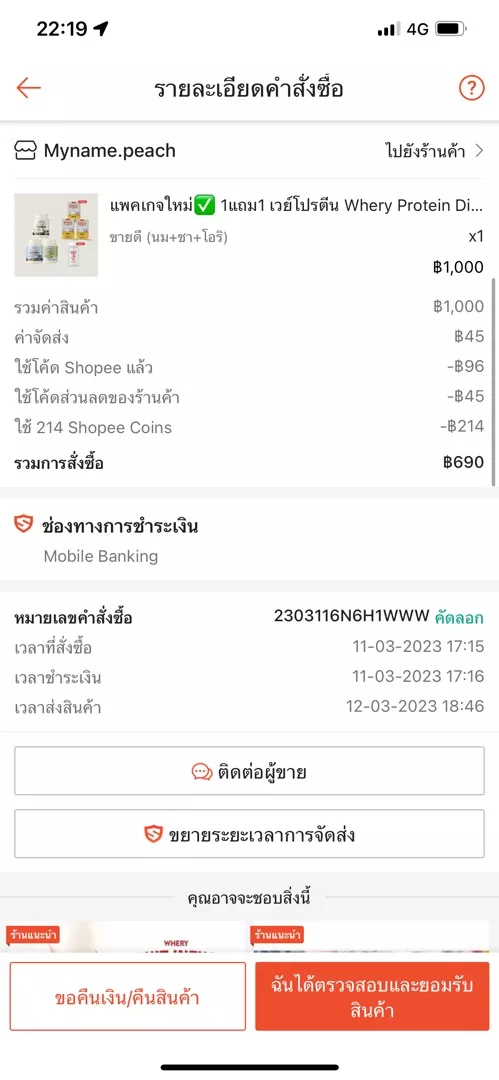 22:19
4G
รายละเอียดคำสั่งซื้อ
?
Myname.peach
ไปยังร้านค้า
แพคเกจใหม่✅ 1แถม1 เวย์โปรตีน Whery Protein Di...
ขายดี (นม+ชา+โอริ)
x1
฿1,000
รวมค่าสินค้า
฿1,000
ค่าจัดส่ง
฿45
ใช้โค้ด Shopee แล้ว
-฿96
ใช้โค้ดส่วนลดของร้านค้า
-฿45
ใช้ 214 Shopee Coins
-฿214
รวมการสั่งซื้อ
฿690
ช่องทางการชำระเงิน
Mobile Banking
หมายเลขคำสั่งซื้อ
2303116N6H1WWW คัดลอก
เวลาที่สั่งซื้อ
11-03-2023 17:15
เวลาชำระเงิน
11-03-2023 17:16
เวลาส่งสินค้า
12-03-2023 18:46
ติดต่อผู้ขาย
ขยายระยะเวลาการจัดส่ง
คุณอาจจะชอบสิ่งนี้
ร้านแนะนำ
WHERY
ร้านแนะนำ
ขอคืนเงิน/คืนสินค้า
ฉันได้ตรวจสอบและยอมรับ
สินค้า